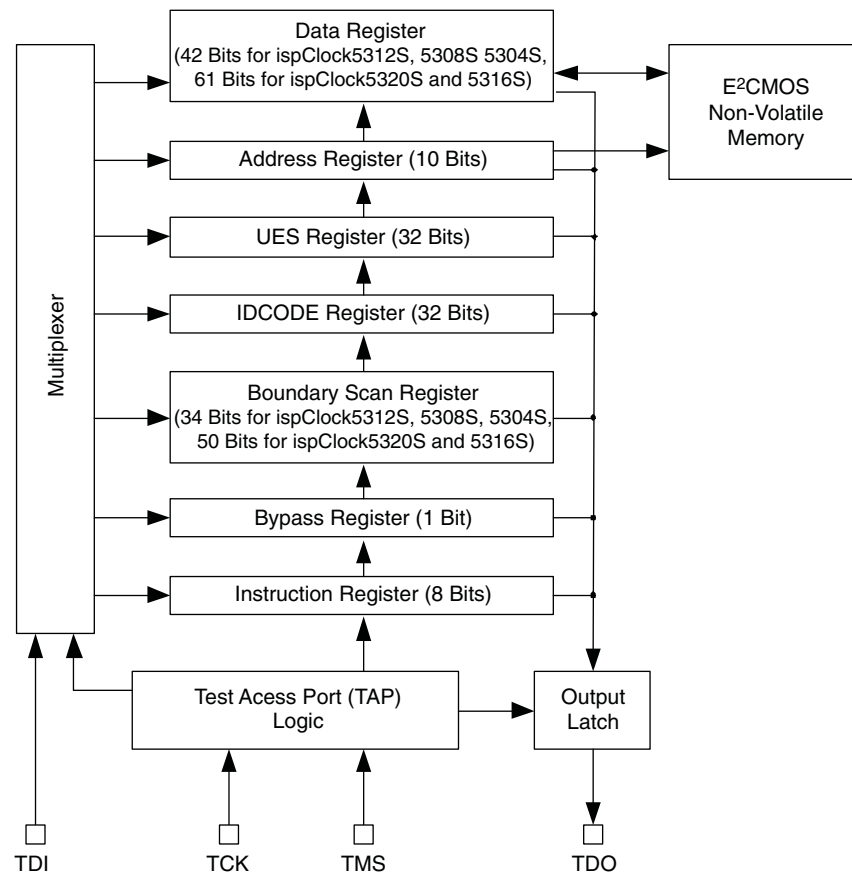 Data Register
(42 Bits for ispClock5312S, 5308S 5304S,
61 Bits for ispClock5320S and 5316S)
E²CMOS
Non-Volatile
Memory
Address Register (10 Bits)
UES Register (32 Bits)
IDCODE Register (32 Bits)
Multiplexer
Boundary Scan Register
(34 Bits for ispClock5312S, 5308S, 5304S,
50 Bits for ispClock5320S and 5316S)
Bypass Register (1 Bit)
Instruction Register (8 Bits)
Test Acess Port (TAP)
Logic
Output
Latch
TDI
TCK
TMS
TDO